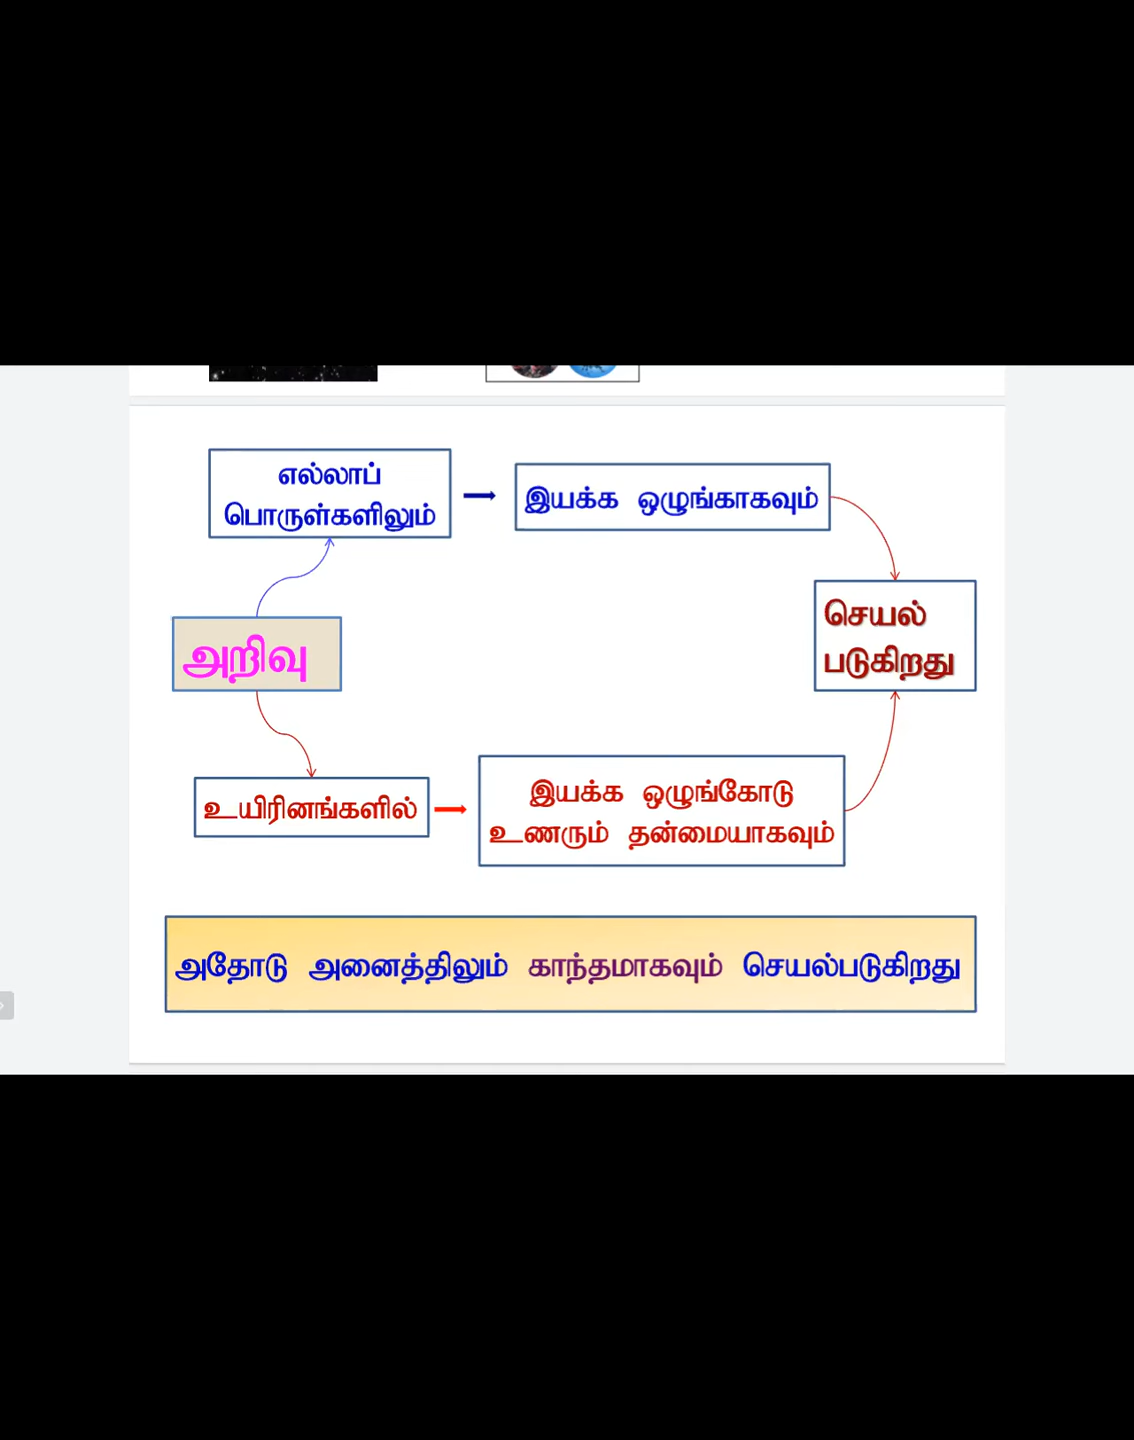 எல்லாப்
பொருள்களிலும்
இயக்க ஒழுங்காகவும்
செயல்
படுகிறது
அறிவு
உயிரினங்களில்
இயக்க ஒழுங்கோடு
உணரும் தன்மையாகவும்
அதோடு அனைத்திலும் காந்தமாகவும் செயல்படுகிறது